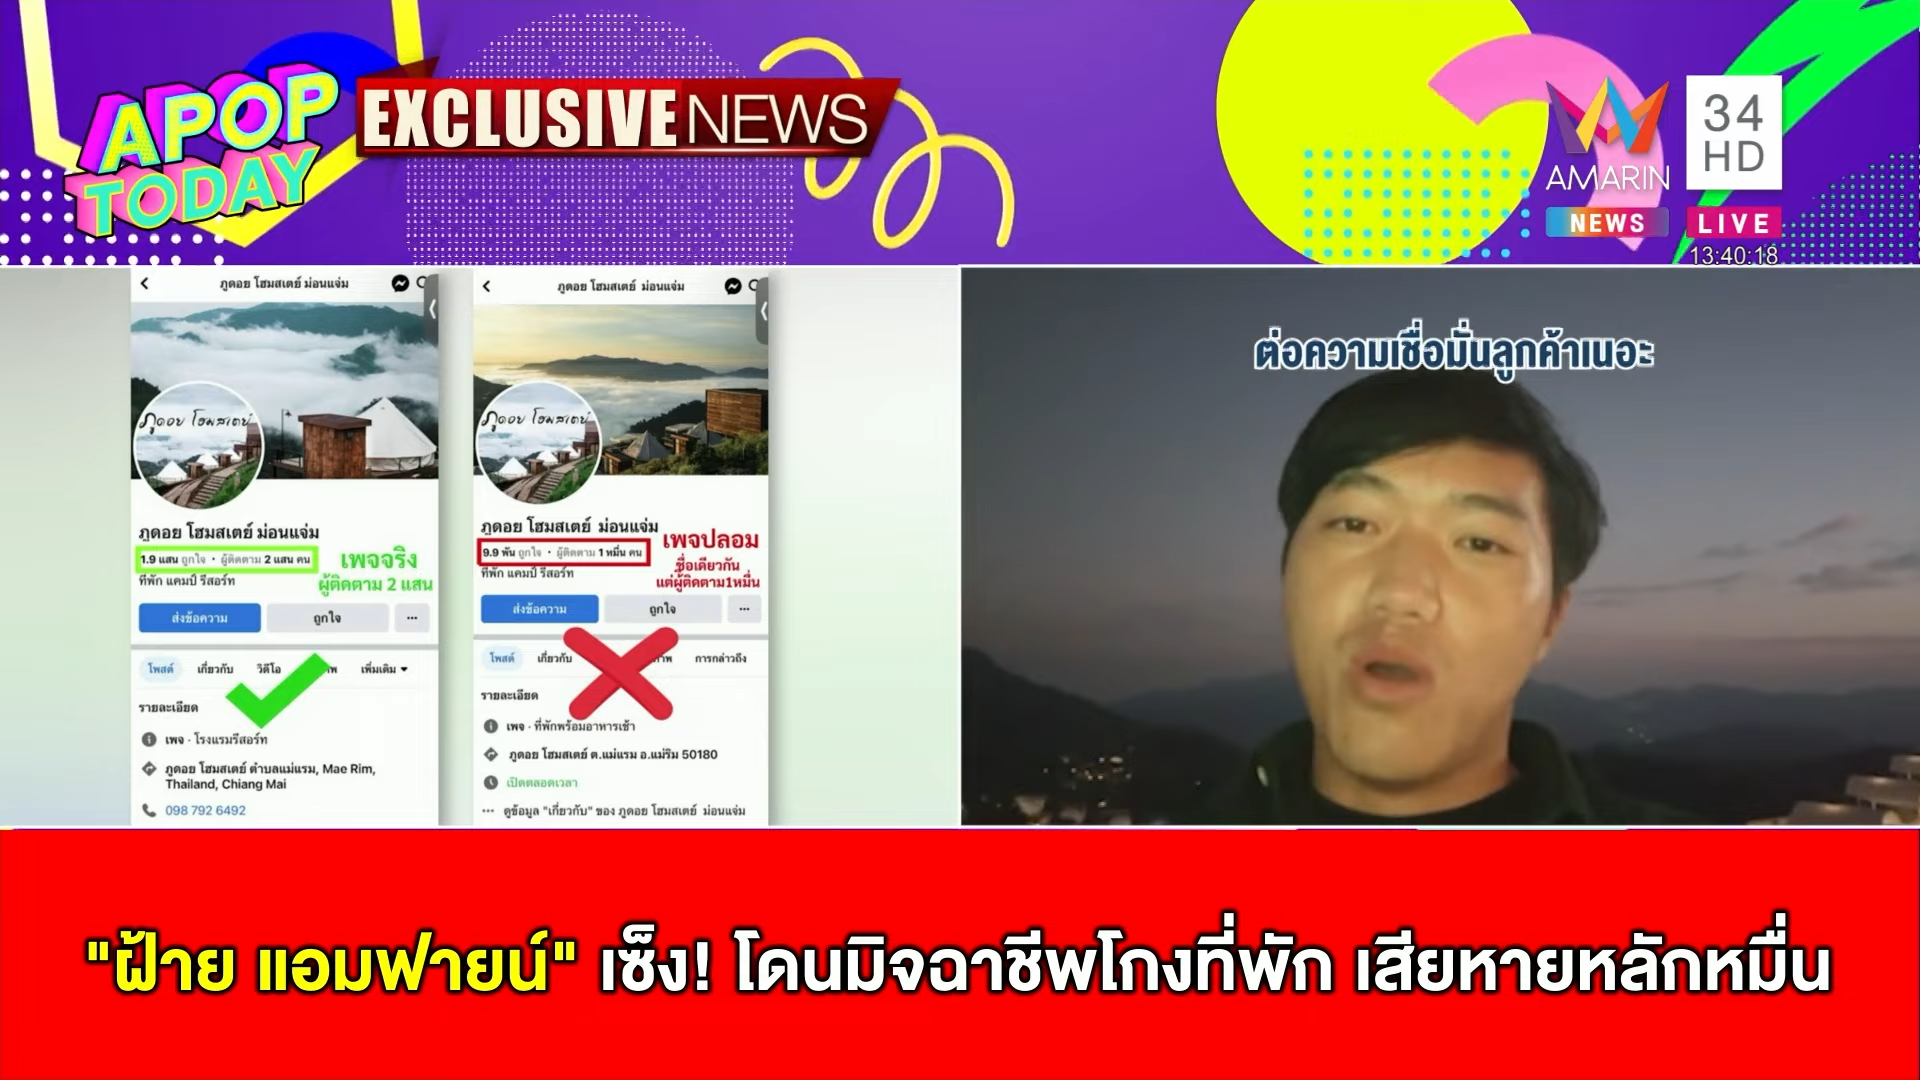 APOP
TODAY
EXCLUSIVE NEWS
AMARIN
NEWS
34
HD
LIVE
13:40:18
ภูดอย โฮมสเตย์ ม่อนแจ่ม
ภูดอย โฮมสเตย์
ภูดอย โฮมสเตย์ ม่อนแจ่ม
1.9 แสน ถูกใจ · ผู้ติดตาม 2 แสน คน
เพจจริง
ผู้ติดตาม 2 แสน
ที่พัก แคมป์ รีสอร์ท
ส่งข้อความ
ถูกใจ
...
โพสต์ เกี่ยวกับ วิดีโอ เพิ่มเติม
รายละเอียด
เพจ · โรงแรมรีสอร์ท
ภูดอย โฮมสเตย์ ตำบลแม่แรม, Mae Rim,
Thailand, Chiang Mai
098 792 6492
ภูดอย โฮมสเตย์ ม่อนแจ่ม
ภูดอย โฮมสเตย์
ภูดอย โฮมสเตย์ ม่อนแจ่ม
9.9 พัน ถูกใจ · ผู้ติดตาม 1 หมื่น คน
เพจปลอม
ชื่อเดียวกัน
แต่ผู้ติดตาม1หมื่น
ที่พัก แคมป์ รีสอร์ท
ส่งข้อความ
ถูกใจ
...
โพสต์ เกี่ยวกับ การกล่าวถึง
รายละเอียด
เพจ · ที่พักพร้อมอาหารเช้า
ภูดอย โฮมสเตย์ ต.แม่แรม อ.แม่ริม 50180
เปิดตลอดเวลา
... ดูข้อมูล "เกี่ยวกับ" ของ ภูดอย โฮมสเตย์ ม่อนแจ่ม
ต่อความเชื่อมั่นลูกค้าเนอะ
"ฝ้าย แอมฟายน์" เซ็ง! โดนมิจฉาชีพโกงที่พัก เสียหายหลักหมื่น